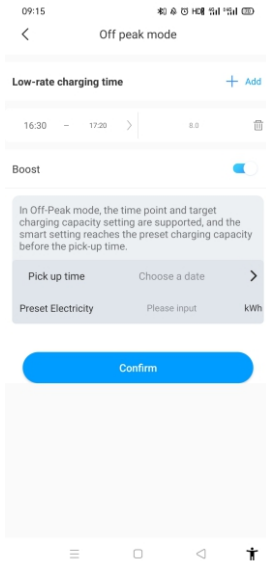 09:15
Off peak mode
Low-rate charging time + Add
16:30 – 17:20 8.0
Boost
In Off-Peak mode, the time point and target
charging capacity setting are supported, and the
smart setting reaches the preset charging capacity
before the pick-up time.
Pick up time Choose a date
Preset Electricity Please input kWh
Confirm